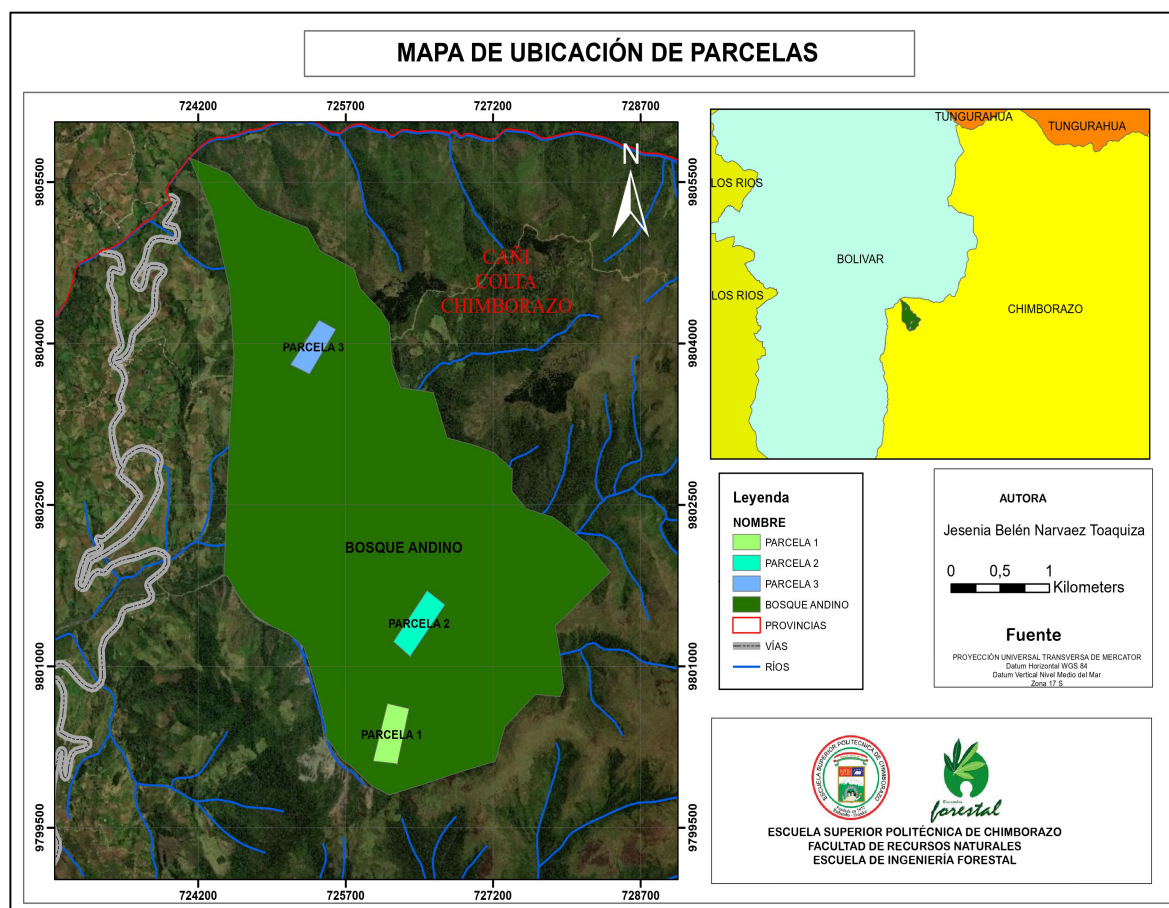 MAPA DE UBICACIÓN DE PARCELAS
724200
725700
727200
728700
9805500
9804000
9802500
9801000
9799500
N
CAÑI
COLTA
CHIMBORAZO
PARCELA 3
BOSQUE ANDINO
PARCELA 2
PARCELA 1
9805500
9804000
9802500
9801000
9799500
724200
725700
727200
728700
TUNGURAHUA
TUNGURAHUA
LOS RIOS
BOLIVAR
LOS RIOS
CHIMBORAZO
Leyenda
NOMBRE
PARCELA 1
PARCELA 2
PARCELA 3
BOSQUE ANDINO
PROVINCIAS
VÍAS
RÍOS
AUTORA
Jesenia Belén Narvaez Toaquiza
0 0,5 1
Kilometers
Fuente
PROYECCIÓN UNIVERSAL TRANSVERSA DE MERCATOR
Datum Horizontal WGS 84
Datum Vertical Nivel Medio del Mar
Zona 17 S
ESCUELA SUPERIOR POLITECNICA DE CHIMBORAZO
forestal
ESCUELA SUPERIOR POLITÉCNICA DE CHIMBORAZO
FACULTAD DE RECURSOS NATURALES
ESCUELA DE INGENIERÍA FORESTAL